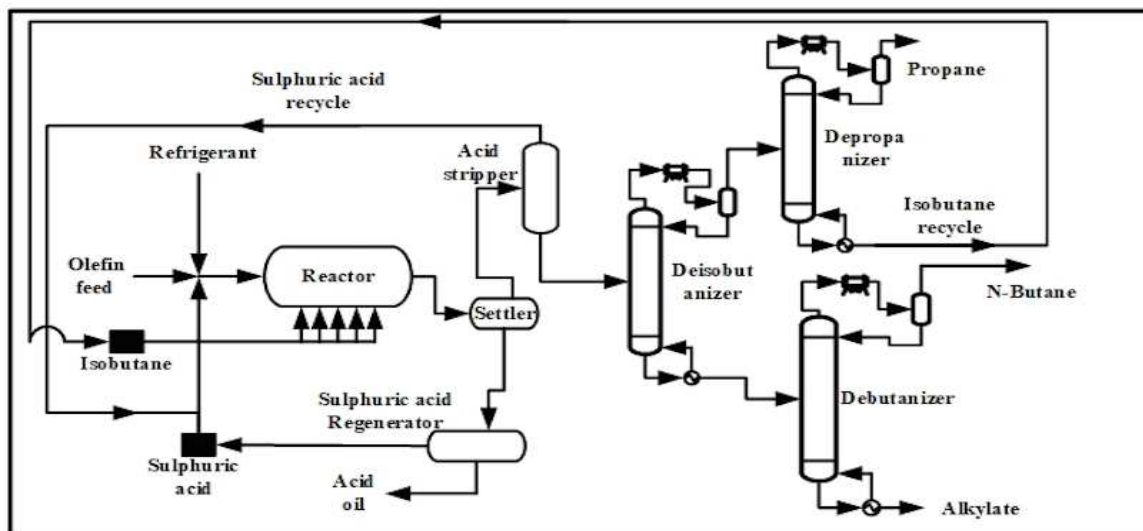 Sulphuric acid
recycle
Refrigerant
Acid
stripper
Propane
Depropa
nizer
Isobutane
recycle
Olefin
feed
Reactor
Settler
Deisobut
anizer
N-Butane
Isobutane
Sulphuric acid
Regenerator
Debutanizer
Sulphuric
acid
Acid
oil
Alkylate